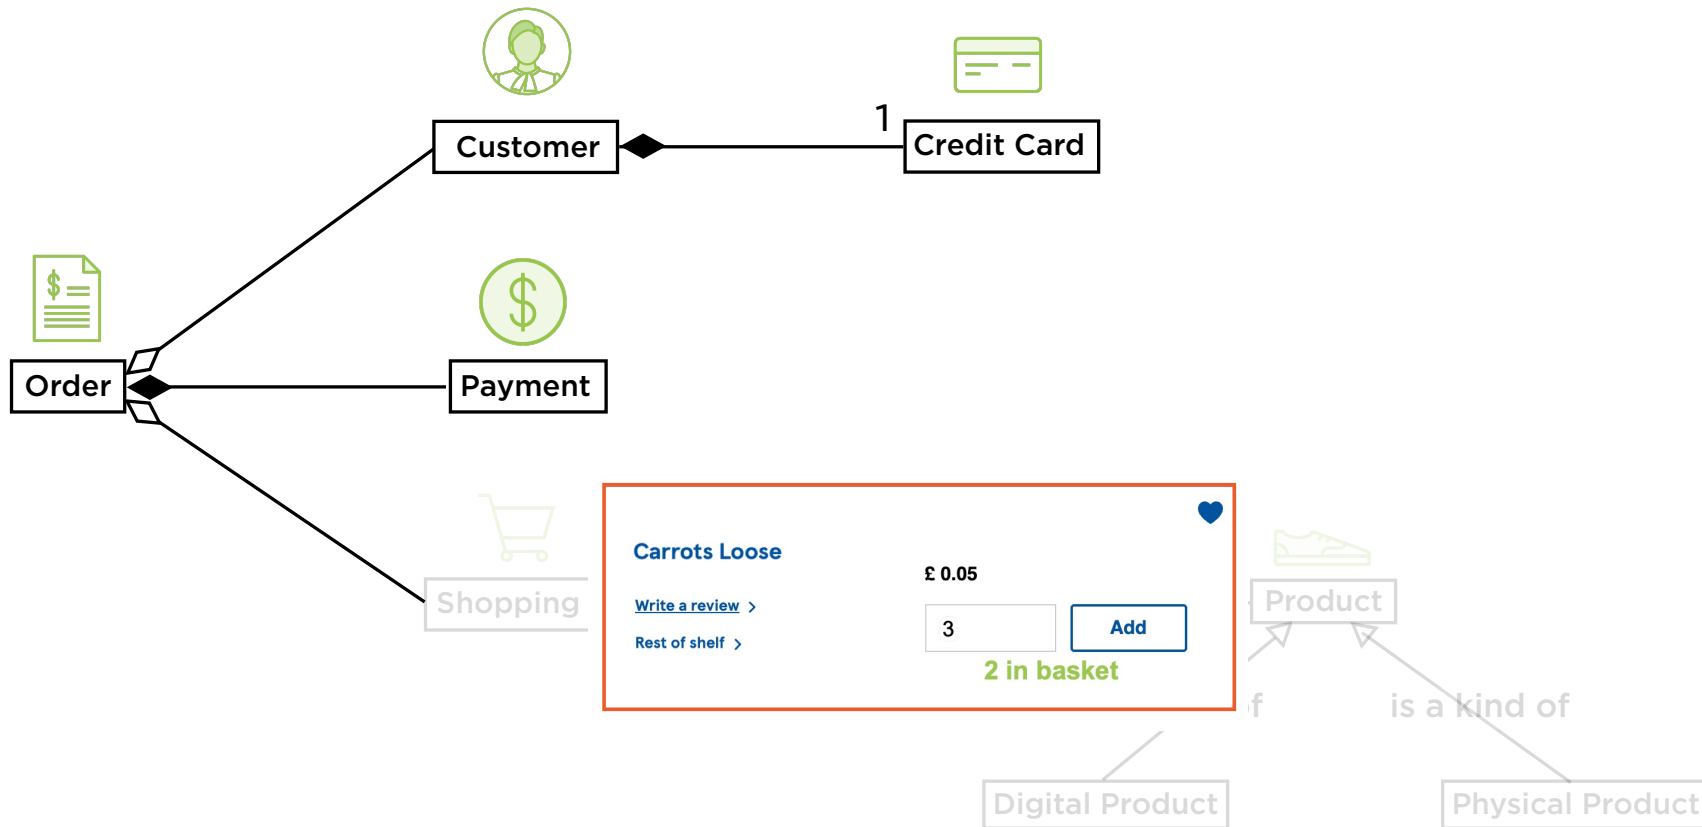 Customer
1
Credit Card
$
$
Order
Payment
Carrots Loose
£ 0.05
Shopping
Write a review >
3
Add
Product
Rest of shelf >
2 in basket
f
is a kind of
Digital Product
Physical Product